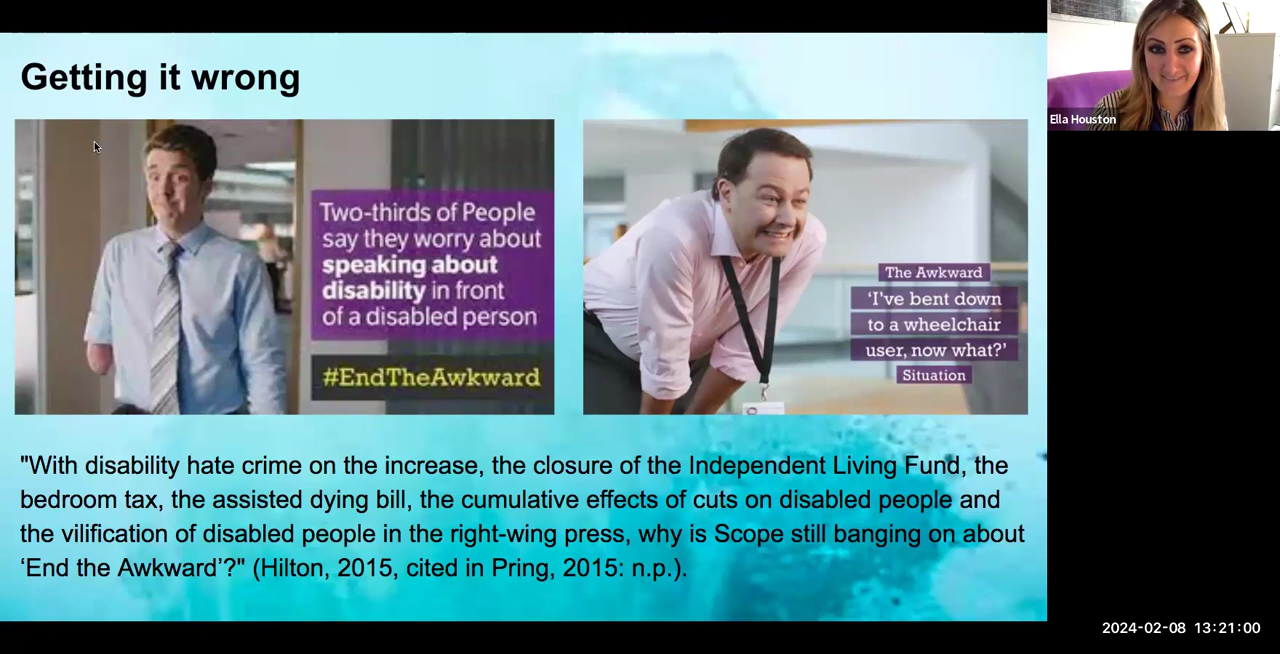 Getting it wrong
Two-thirds of People
say they worry about
speaking about
disability in front
of a disabled person
#EndTheAwkward
The Awkward
‘I’ve bent down
to a wheelchair
user, now what?’
Situation
"With disability hate crime on the increase, the closure of the Independent Living Fund, the
bedroom tax, the assisted dying bill, the cumulative effects of cuts on disabled people and
the vilification of disabled people in the right-wing press, why is Scope still banging on about
‘End the Awkward’?" (Hilton, 2015, cited in Pring, 2015: n.p.).
Ella Houston
2024-02-08 13:21:00